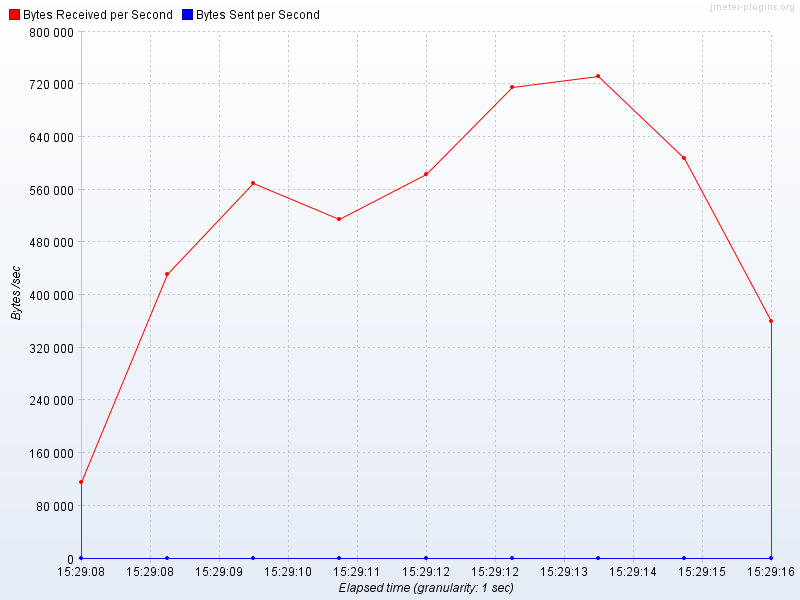 jmeter-plugins.org
Bytes Received per Second Bytes Sent per Second
800 000
720 000
640 000
560 000
480 000
400 000
320 000
240 000
160 000
80 000
0
Bytes /sec
15:29:08 15:29:08 15:29:09 15:29:10 15:29:11 15:29:12 15:29:12 15:29:13 15:29:14 15:29:15 15:29:16
Elapsed time (granularity: 1 sec)